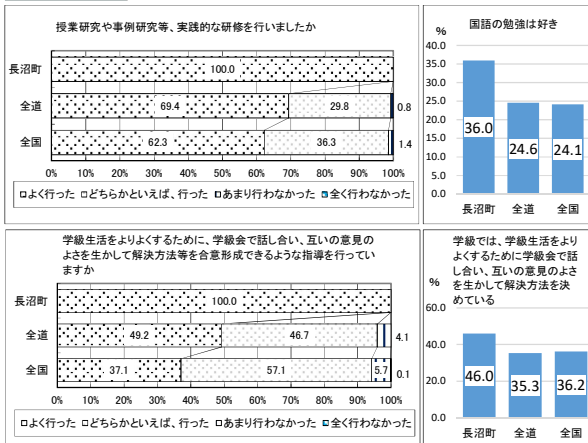 授業研究や事例研究等、実践的な研修を行いましたか
長沼町
100.0
全道
69.4
29.8
0.8
全国
62.3
36.3
1.4
0% 10% 20% 30% 40% 50% 60% 70% 80% 90% 100%
よく行った どちらかといえば、行った あまり行わなかった 全く行わなかった
国語の勉強は好き
%
40.0
35.0
30.0
25.0
20.0
15.0
10.0
5.0
0.0
36.0
24.6
24.1
長沼町 全道 全国
学級生活をよりよくするために、学級会で話し合い、互いの意見の
よさを生かして解決方法等を合意形成できるような指導を行ってい
ますか
長沼町
100.0
全道
49.2
46.7
4.1
全国
37.1
57.1
5.7
0.1
0% 10% 20% 30% 40% 50% 60% 70% 80% 90% 100%
よく行った どちらかといえば、行った あまり行わなかった 全く行わなかった
学級では、学級生活をより
よくするために学級会で話
し合い、互いの意見のよさ
を生かして解決方法を決
めている
%
60.0
40.0
20.0
0.0
46.0
35.3
36.2
長沼町 全道 全国